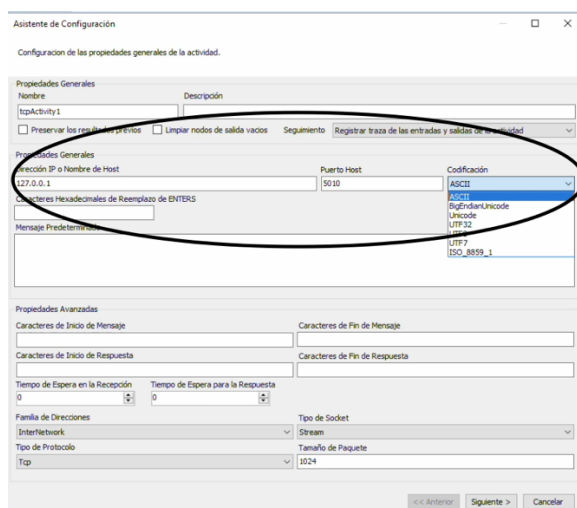 Asistente de Configuración
Configuracion de las propiedades generales de la actividad.
Propiedades Generales
Nombre Descripción
tcpActivity1
Preservar los resultados previos Limpiar nodos de salida vacios Seguimiento Registrar traza de las entradas y salidas de la actividad
Propiedades Generales
Dirección IP o Nombre de Host Puerto Host Codificación
127.0.0.1 5010 ASCII
Caracteres Hexadecimales de Reemplazo de ENTERS
ASCII
BigEndianUnicode
Unicode
UTF32
Mensaje Predeterminado
UTF7
ISO_8859_1
Propiedades Avanzadas
Caracteres de Inicio de Mensaje Caracteres de Fin de Mensaje
Caracteres de Inicio de Respuesta Caracteres de Fin de Respuesta
Tiempo de Espera en la Recepción Tiempo de Espera para la Respuesta
0 0
Familia de Direcciones Tipo de Socket
InterNetwork Stream
Tipo de Protocolo Tamaño de Paquete
Tcp 1024
<< Anterior Siguiente > Cancelar